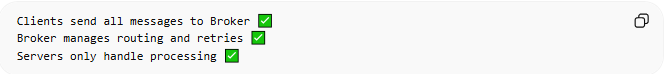 Clients send all messages to Broker ✅
Broker manages routing and retries ✅
Servers only handle processing ✅